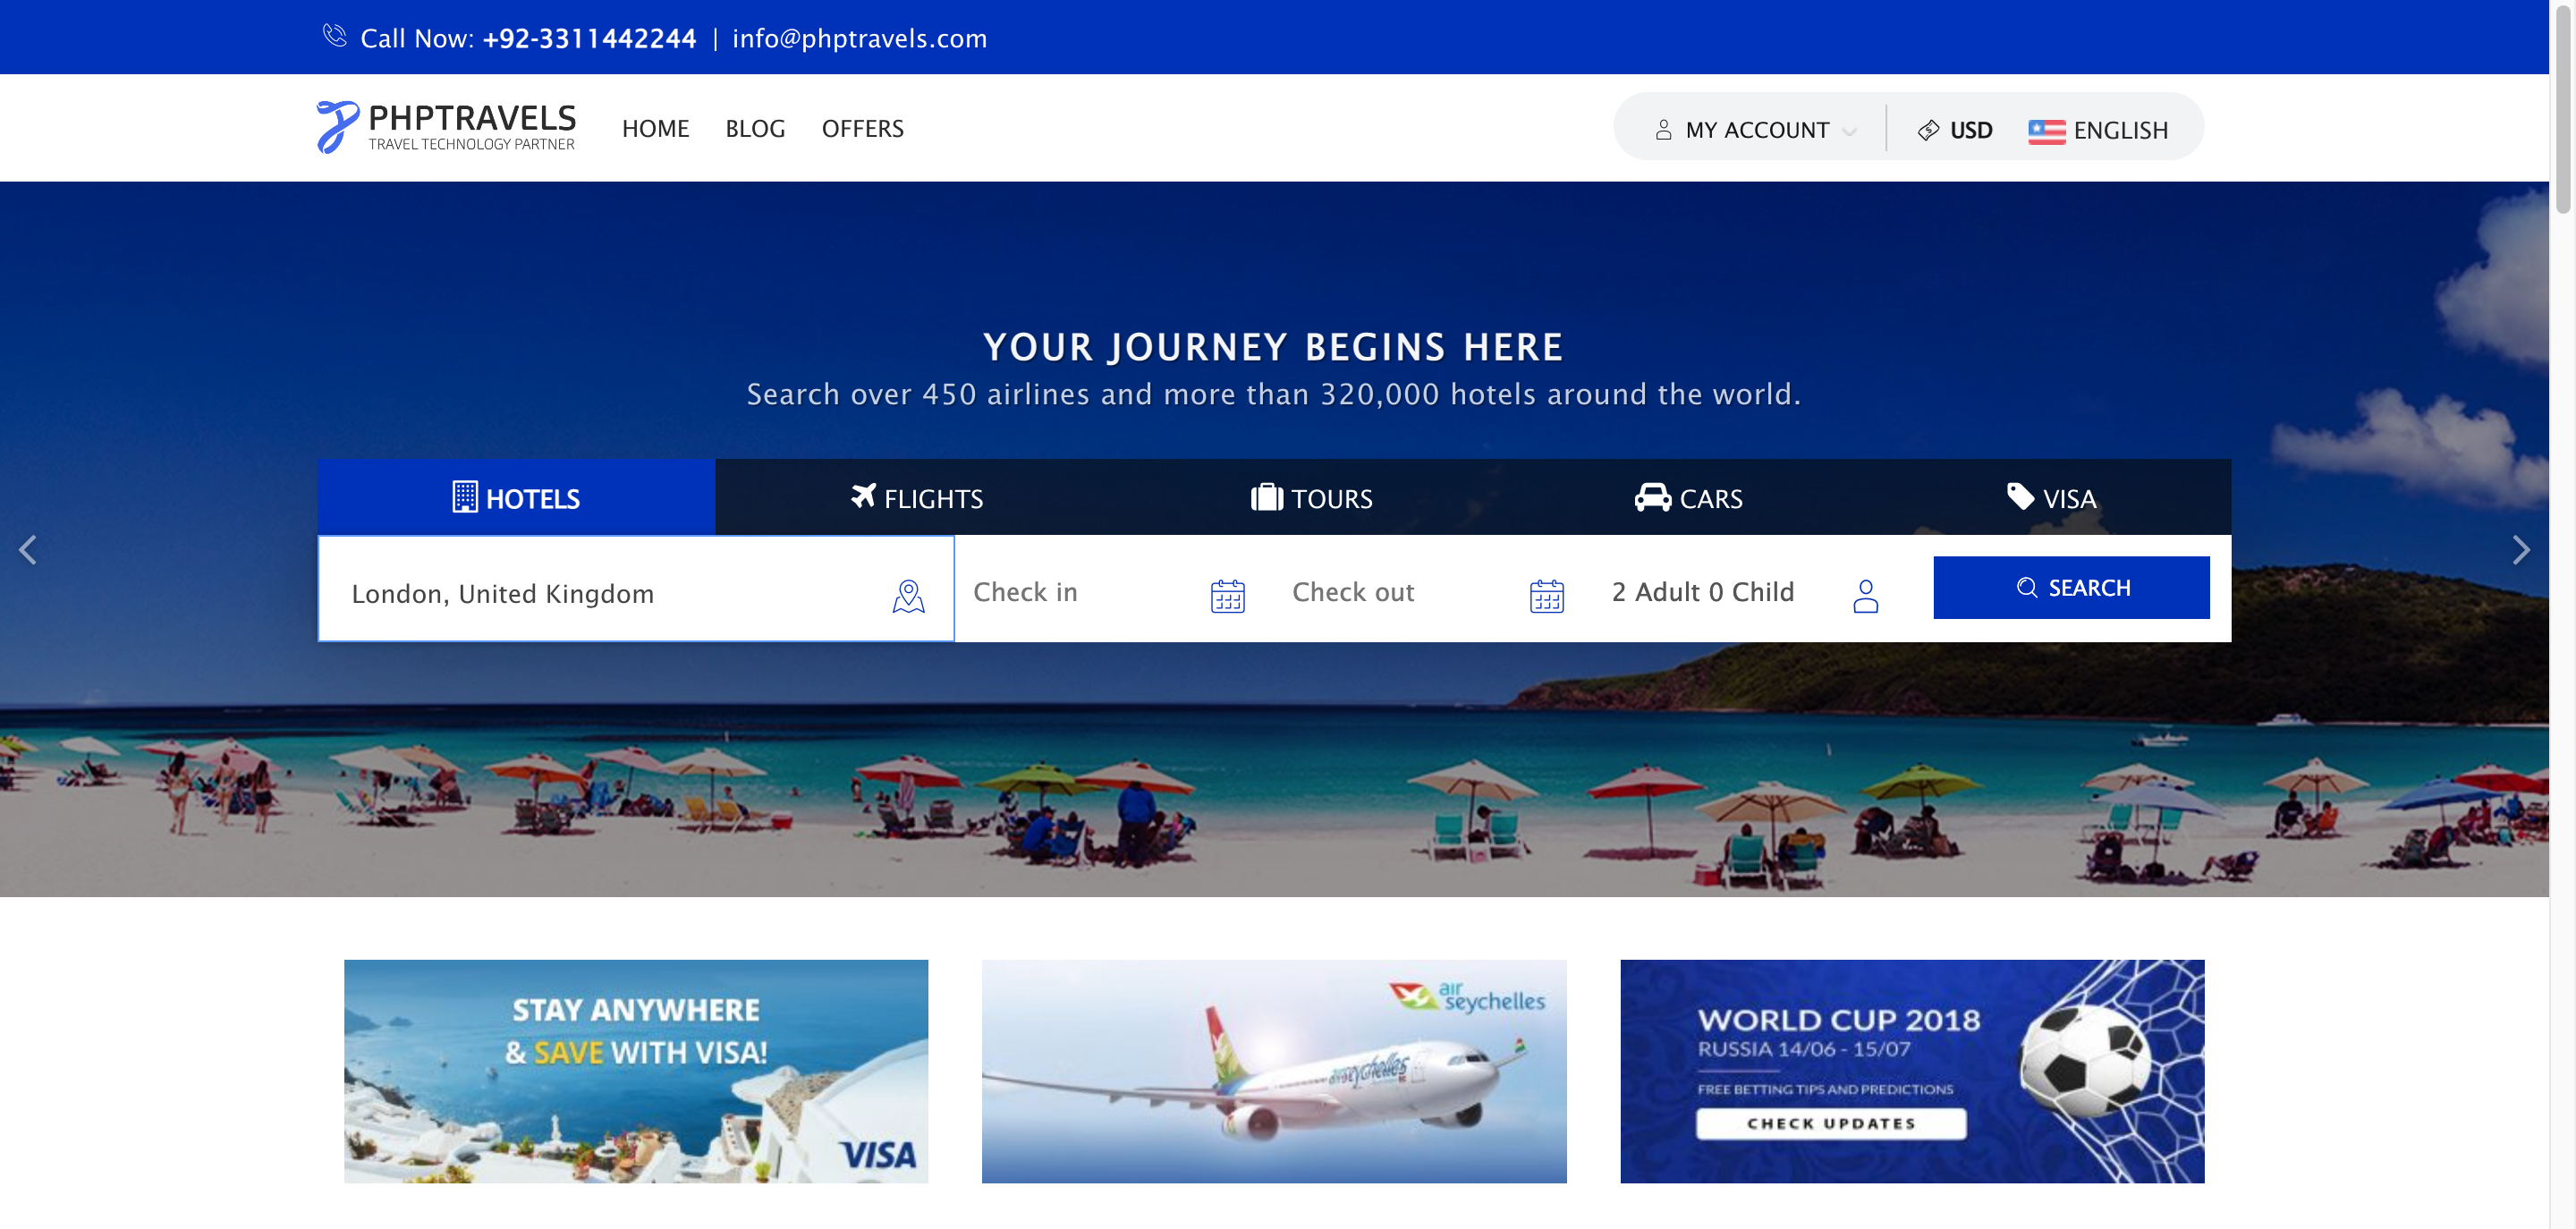 Call Now: +92-3311442244 | info@phptravels.com
PHPTRAVELS
TRAVEL TECHNOLOGY PARTNER
HOME BLOG OFFERS
MY ACCOUNT USD ENGLISH
YOUR JOURNEY BEGINS HERE
Search over 450 airlines and more than 320,000 hotels around the world.
HOTELS FLIGHTS TOURS CARS VISA
London, United Kingdom Check in Check out 2 Adult 0 Child SEARCH
STAY ANYWHERE
& SAVE WITH VISA!
VISA
air
seychelles
airseychelles
WORLD CUP 2018
RUSSIA 14/06 - 15/07
FREE BETTING TIPS AND PREDICTIONS
CHECK UPDATES